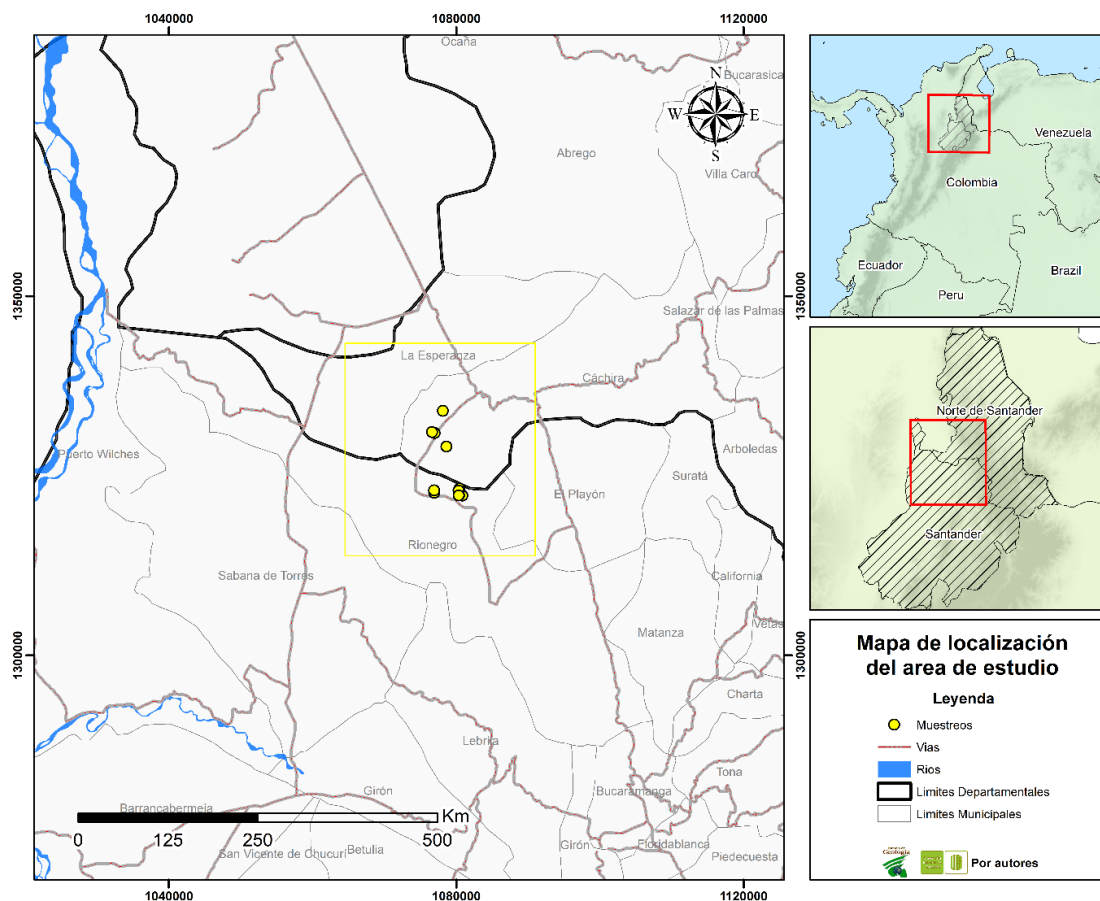 1040000
1080000
1120000
Ocaña
Bucarasica
N
W
E
S
Abrego
Villa Caro
1350000
1350000
Salazar de las Palmas
La Esperanza
Cáchira
Puerto Wilches
Arboledas
Suratá
El Playón
Rionegro
Sabana de Torres
California
Vetas
Matanza
1300000
1300000
Charta
Lebrija
Tona
Girón
Bucaramanga
Barrancabermeja
Km
0
125
250
500
San Vicente de Chucurí
Betulia
Girón
Floridablanca
Piedecuesta
1040000
1080000
1120000
Venezuela
Colombia
Ecuador
Brazil
Peru
Norte de Santander
Santander
Mapa de localización
del area de estudio
Leyenda
Muestreos
Vias
Rios
Limites Departamentales
Limites Municipales
Geología
Por autores